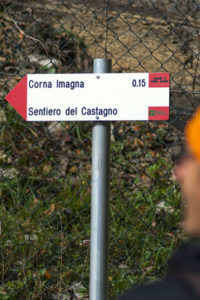 Corna Imagna 0.15
Sentiero del Castagno